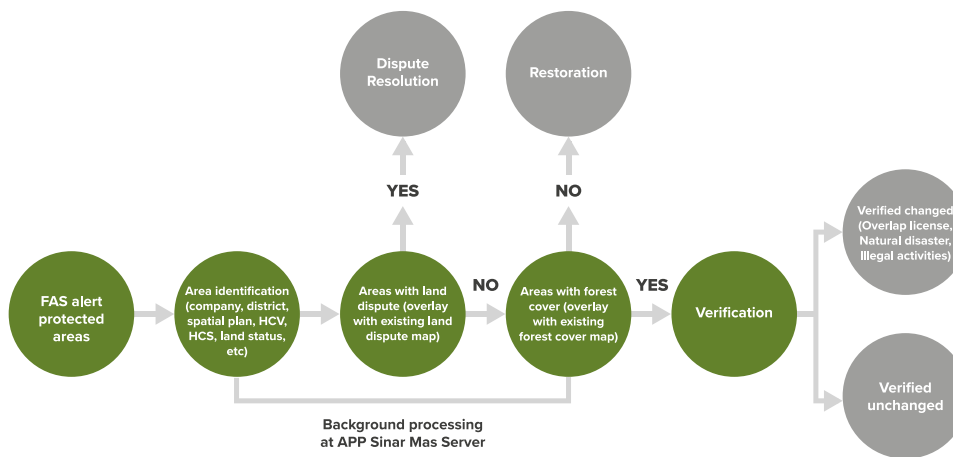 Dispute
Resolution
Restoration
YES
NO
Verified changed
(Overlap license,
Natural disaster,
Illegal activities)
FAS alert
protected
areas
Area identification
(company, district,
spatial plan, HCV,
HCS, land status,
etc)
Areas with land
dispute (overlay
with existing land
dispute map)
NO
Areas with forest
cover (overlay
with existing
forest cover map)
YES
Verification
Verified
unchanged
Background processing
at APP Sinar Mas Server